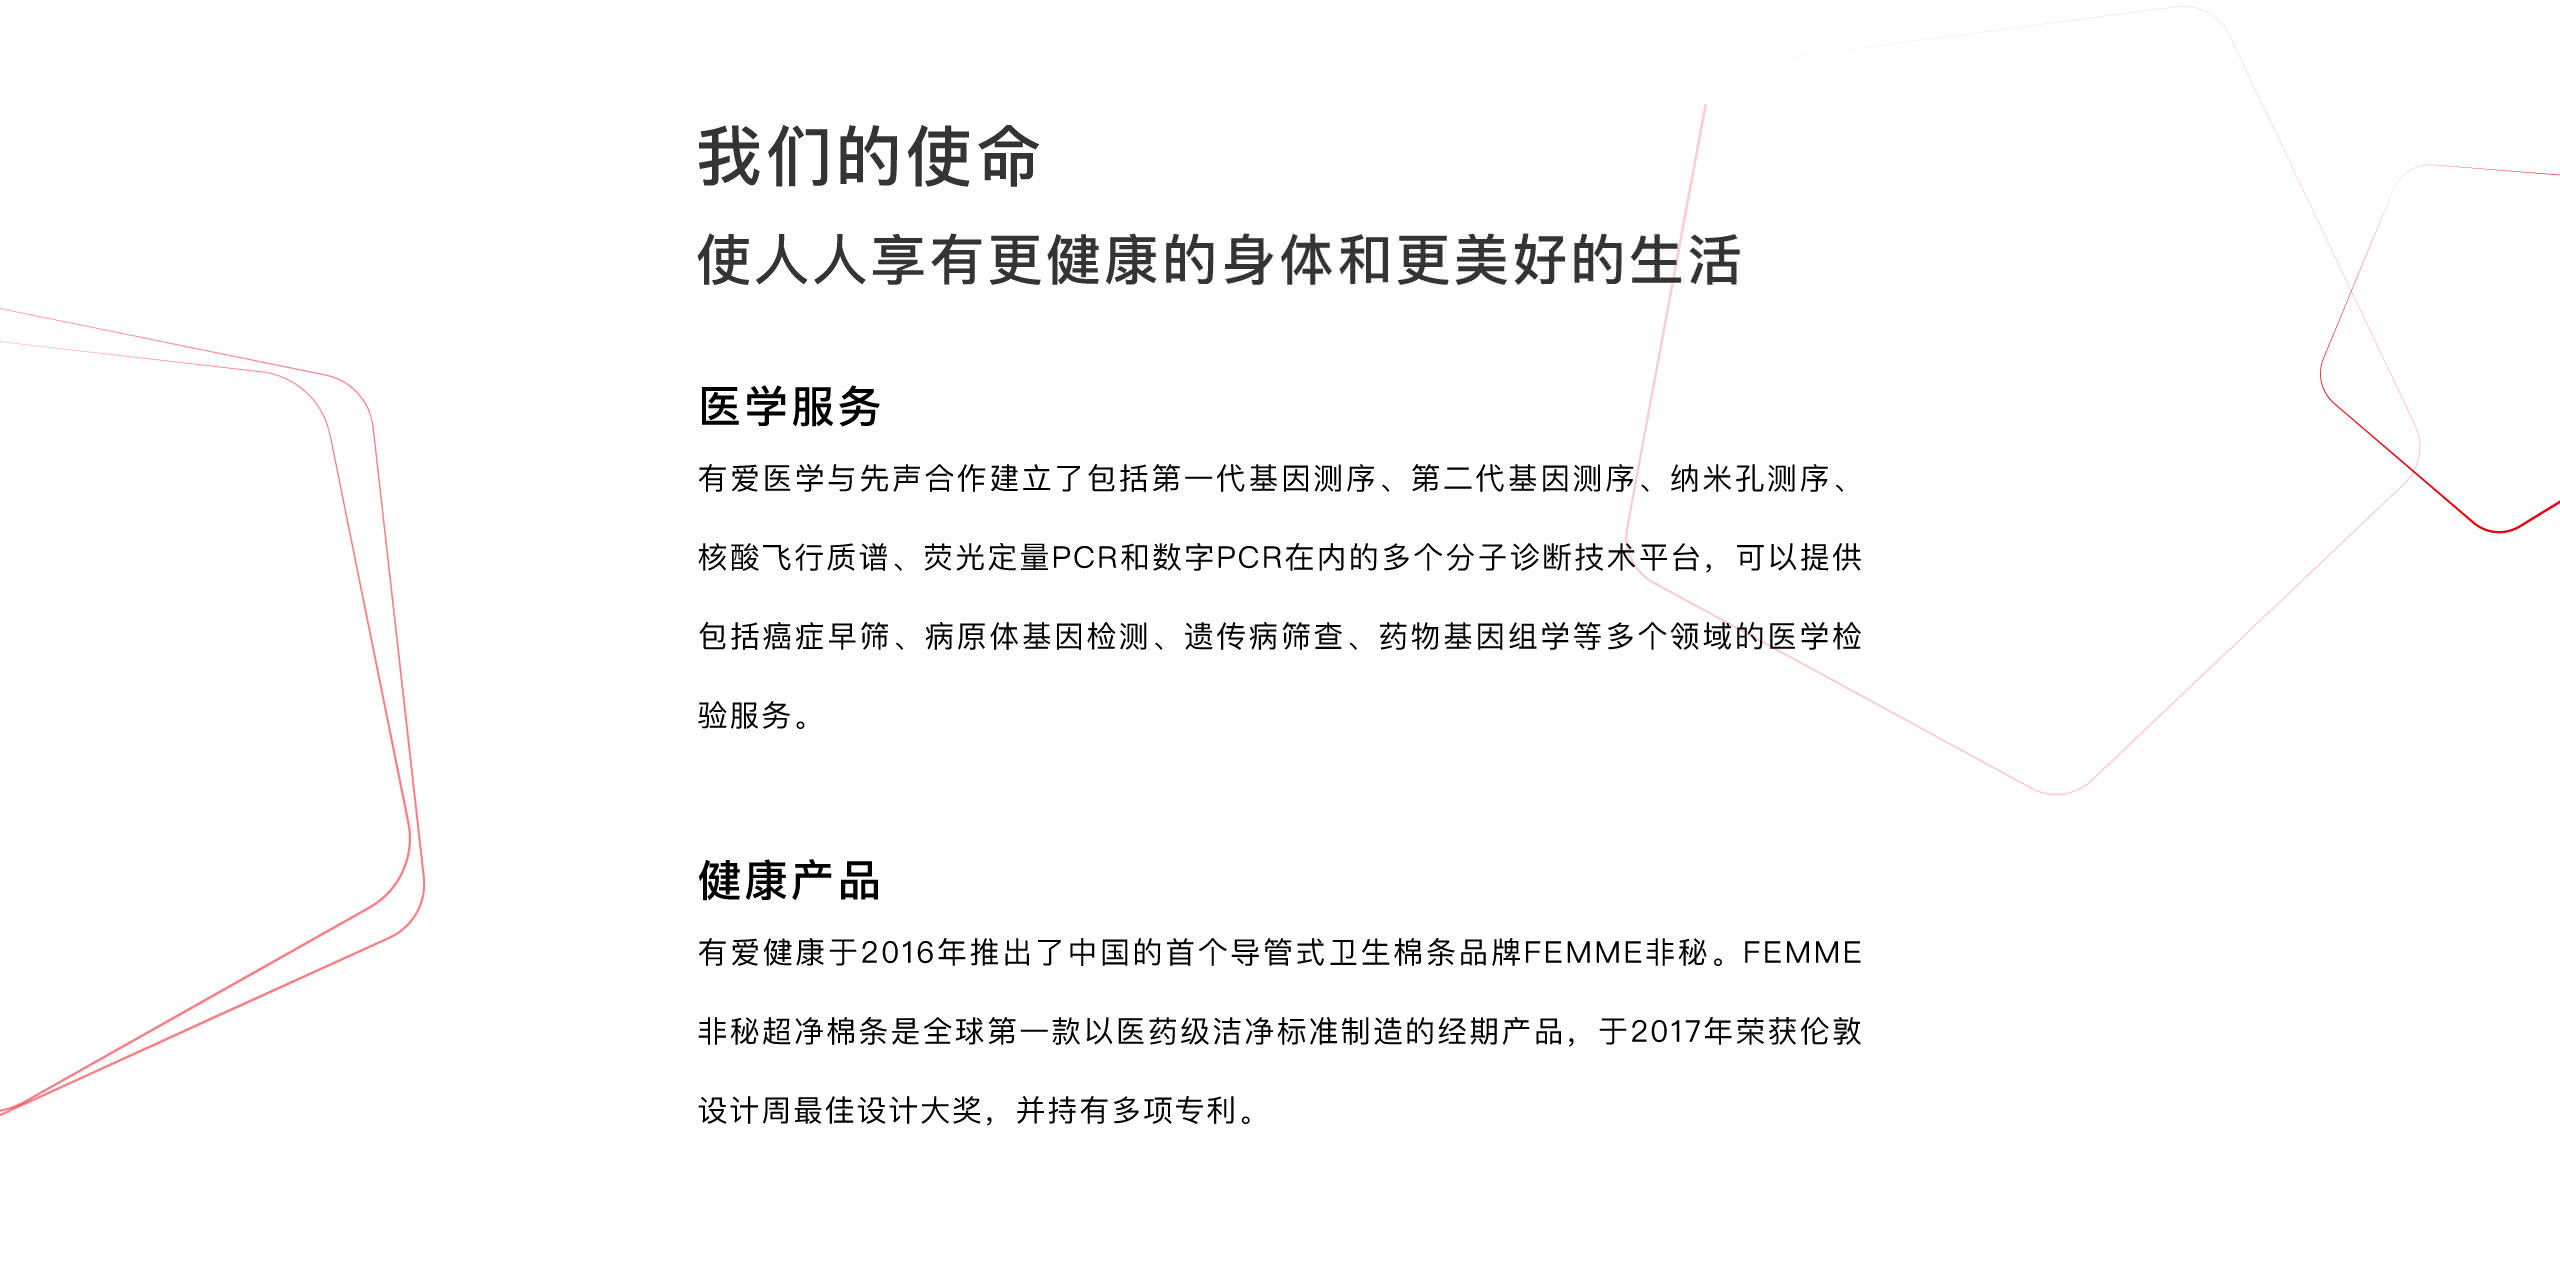 我们的使命
使人人享有更健康的身体和更美好的生活
医学服务
有爱医学与先声合作建立了包括第一代基因测序、第二代基因测序、纳米孔测序、
核酸飞行质谱、荧光定量PCR和数字PCR在内的多个分子诊断技术平台，可以提供
包括癌症早筛、病原体基因检测、遗传病筛查、药物基因组学等多个领域的医学检
验服务。
健康产品
有爱健康于2016年推出了中国的首个导管式卫生棉条品牌FEMME非秘。FEMME
非秘超净棉条是全球第一款以医药级洁净标准制造的经期产品，于2017年荣获伦敦
设计周最佳设计大奖，并持有多项专利。